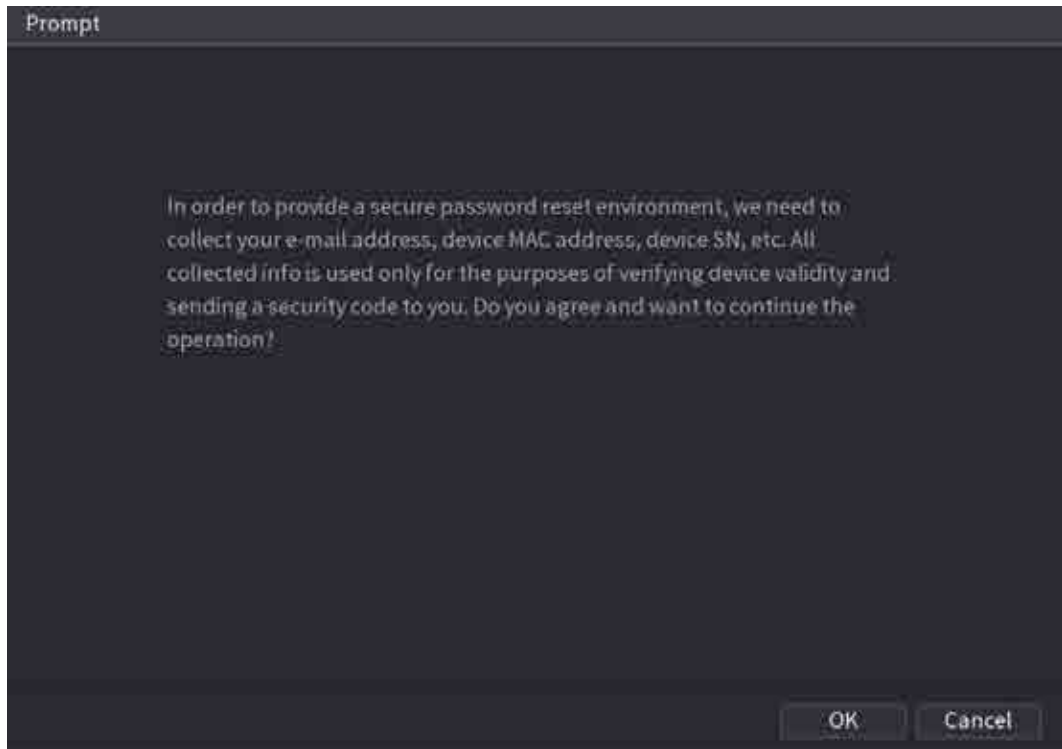 Prompt
In order to provide a secure password reset environment, we need to
collect your e-mail address, device MAC address, device SN, etc. All
collected info is used only for the purposes of verifying device validity and
sending a security code to you. Do you agree and want to continue the
operation?
OK Cancel